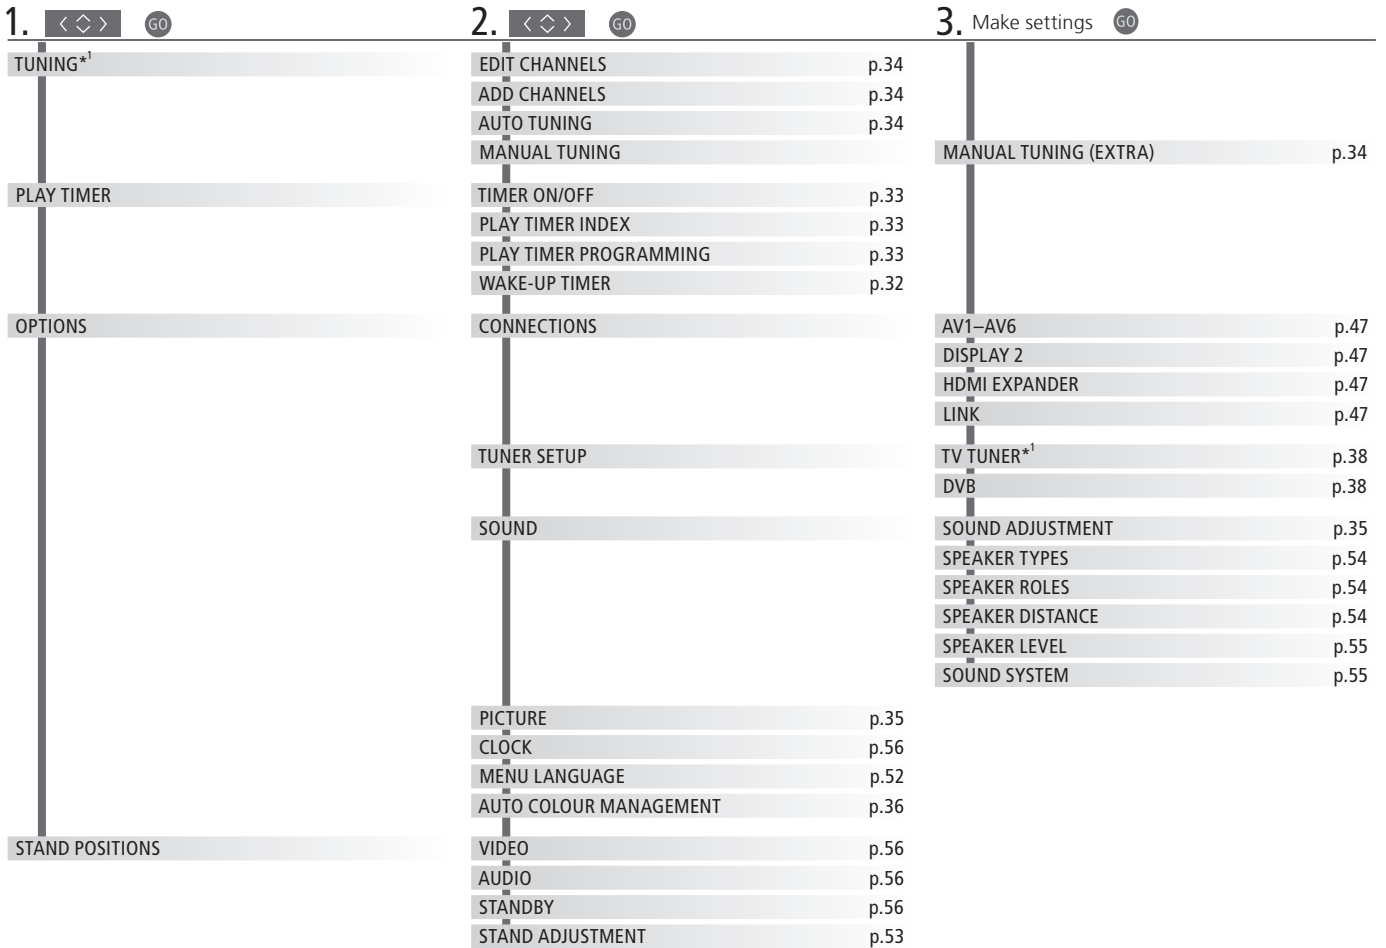 1. GO 2. GO 3. Make settings GO
TUNING*1 EDIT CHANNELS p.34
ADD CHANNELS p.34
AUTO TUNING p.34
MANUAL TUNING MANUAL TUNING (EXTRA) p.34
PLAY TIMER TIMER ON/OFF p.33
PLAY TIMER INDEX p.33
PLAY TIMER PROGRAMMING p.33
WAKE-UP TIMER p.32
OPTIONS CONNECTIONS AV1–AV6 p.47
DISPLAY 2 p.47
HDMI EXPANDER p.47
LINK p.47
TUNER SETUP TV TUNER*1 p.38
DVB p.38
SOUND SOUND ADJUSTMENT p.35
SPEAKER TYPES p.54
SPEAKER ROLES p.54
SPEAKER DISTANCE p.54
SPEAKER LEVEL p.55
SOUND SYSTEM p.55
PICTURE p.35
CLOCK p.56
MENU LANGUAGE p.52
AUTO COLOUR MANAGEMENT p.36
STAND POSITIONS VIDEO p.56
AUDIO p.56
STANDBY p.56
STAND ADJUSTMENT p.53